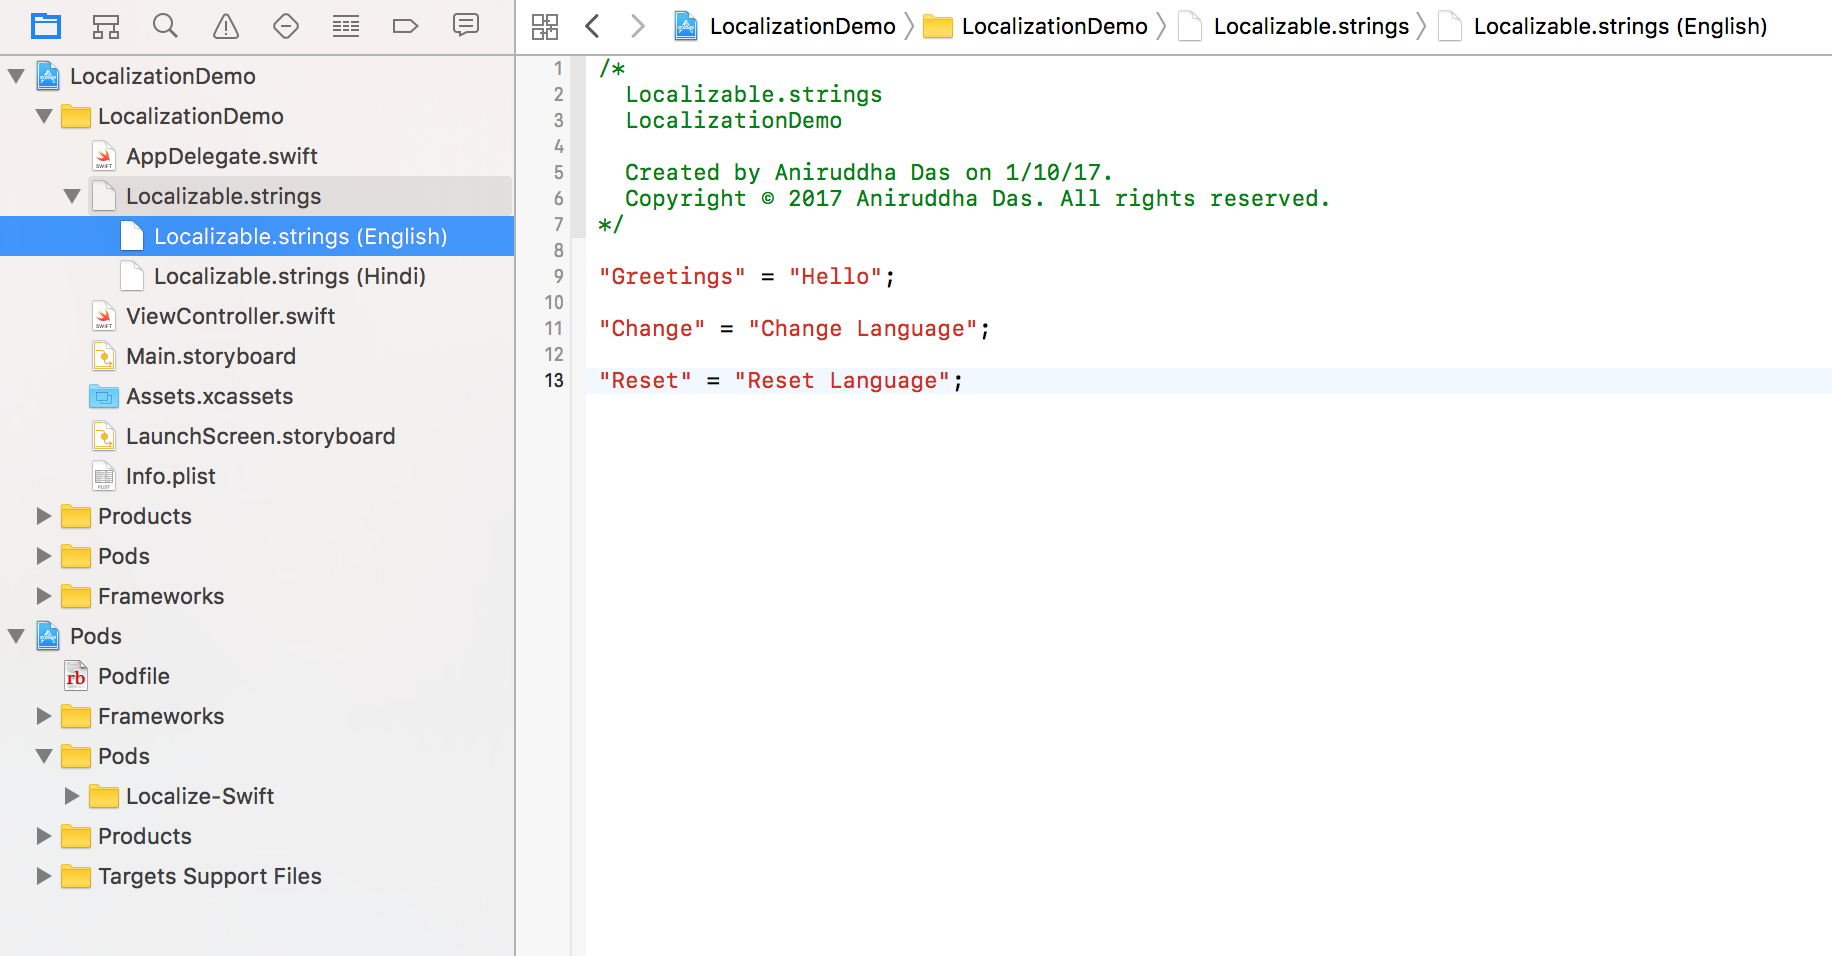 LocalizationDemo
LocalizationDemo
AppDelegate.swift
Localizable.strings
Localizable.strings (English)
Localizable.strings (Hindi)
ViewController.swift
Main.storyboard
Assets.xcassets
LaunchScreen.storyboard
Info.plist
Products
Pods
Frameworks
Pods
rb Podfile
Frameworks
Pods
Localize-Swift
Products
Targets Support Files
LocalizationDemo LocalizationDemo Localizable.strings Localizable.strings (English)
1 /*
2 Localizable.strings
3 LocalizationDemo
4
5 Created by Aniruddha Das on 1/10/17.
6 Copyright © 2017 Aniruddha Das. All rights reserved.
7 */
8
9 "Greetings" = "Hello";
10
11 "Change" = "Change Language";
12
13 "Reset" = "Reset Language";